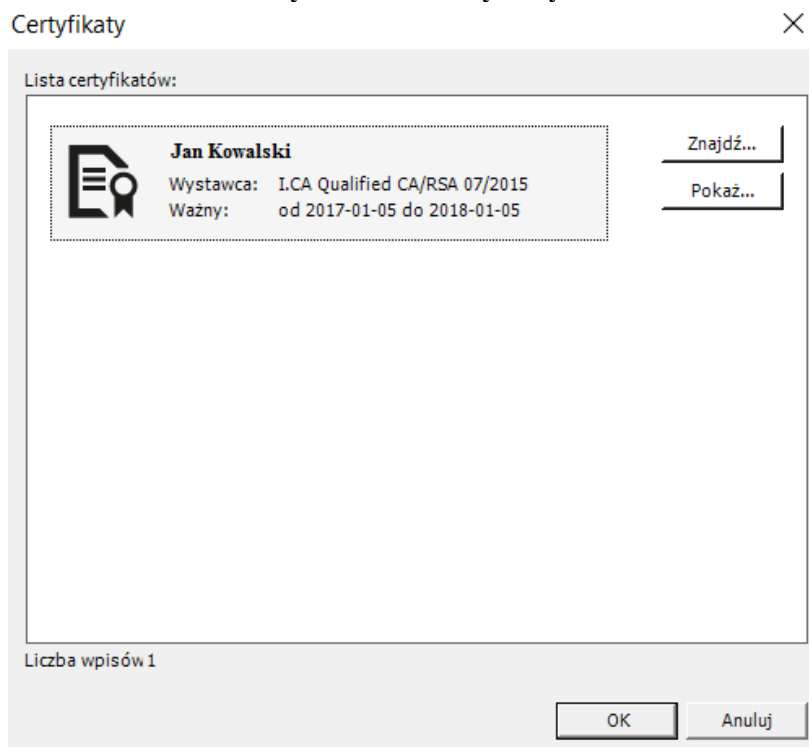 Certyfikaty
Lista certyfikatów:
Jan Kowalski
Wystawca: I.CA Qualified CA/RSA 07/2015
Ważny: od 2017-01-05 do 2018-01-05
Znajdź...
Pokaż...
Liczba wpisów 1
OK
Anuluj